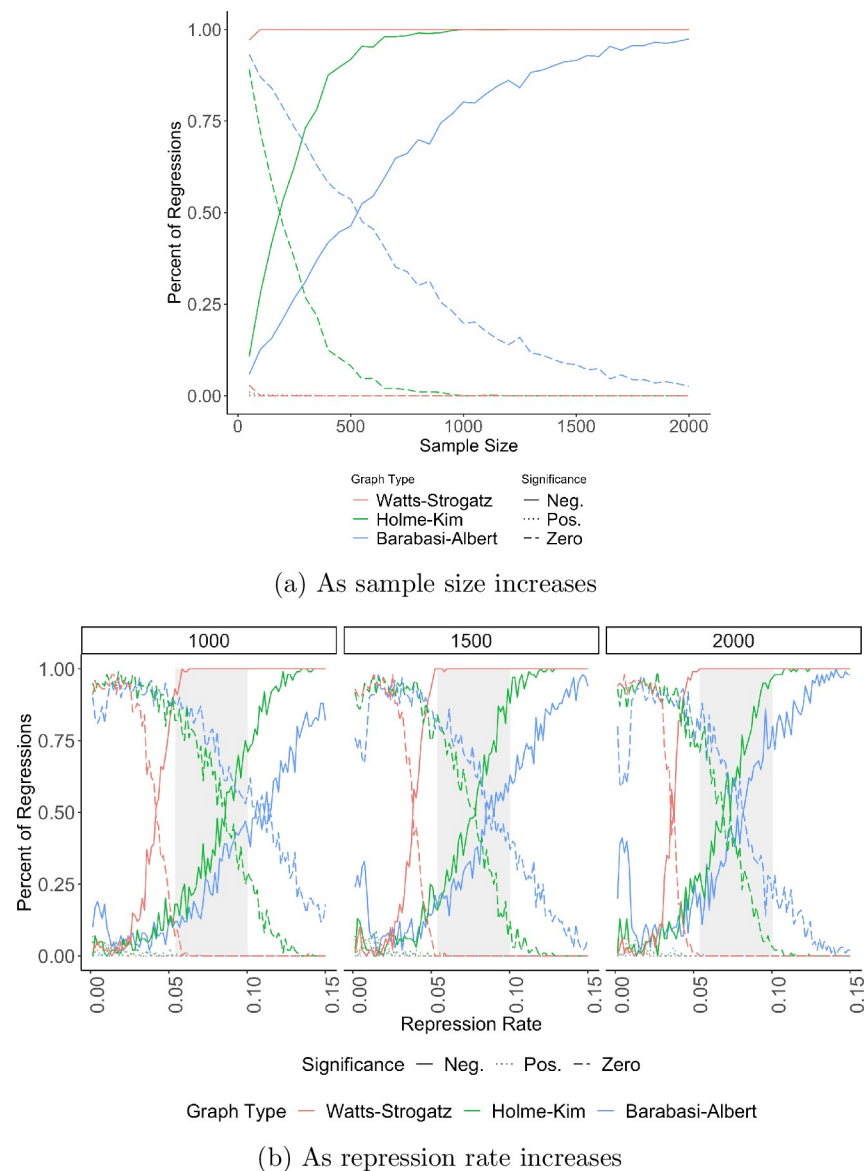 1.00
0.75
0.50
0.25
0.00
Percent of Regressions
0 500 1000 1500 2000
Sample Size
Graph Type Significance
Watts-Strogatz Neg.
Holme-Kim Pos.
Barabasi-Albert Zero
(a) As sample size increases
1000 1500 2000
1.00
0.75
0.50
0.25
0.00
Percent of Regressions
0.00 0.05 0.10 0.15 0.00 0.05 0.10 0.15 0.00 0.05 0.10 0.15
Repression Rate
Significance Neg. Pos. Zero
Graph Type Watts-Strogatz Holme-Kim Barabasi-Albert
(b) As repression rate increases